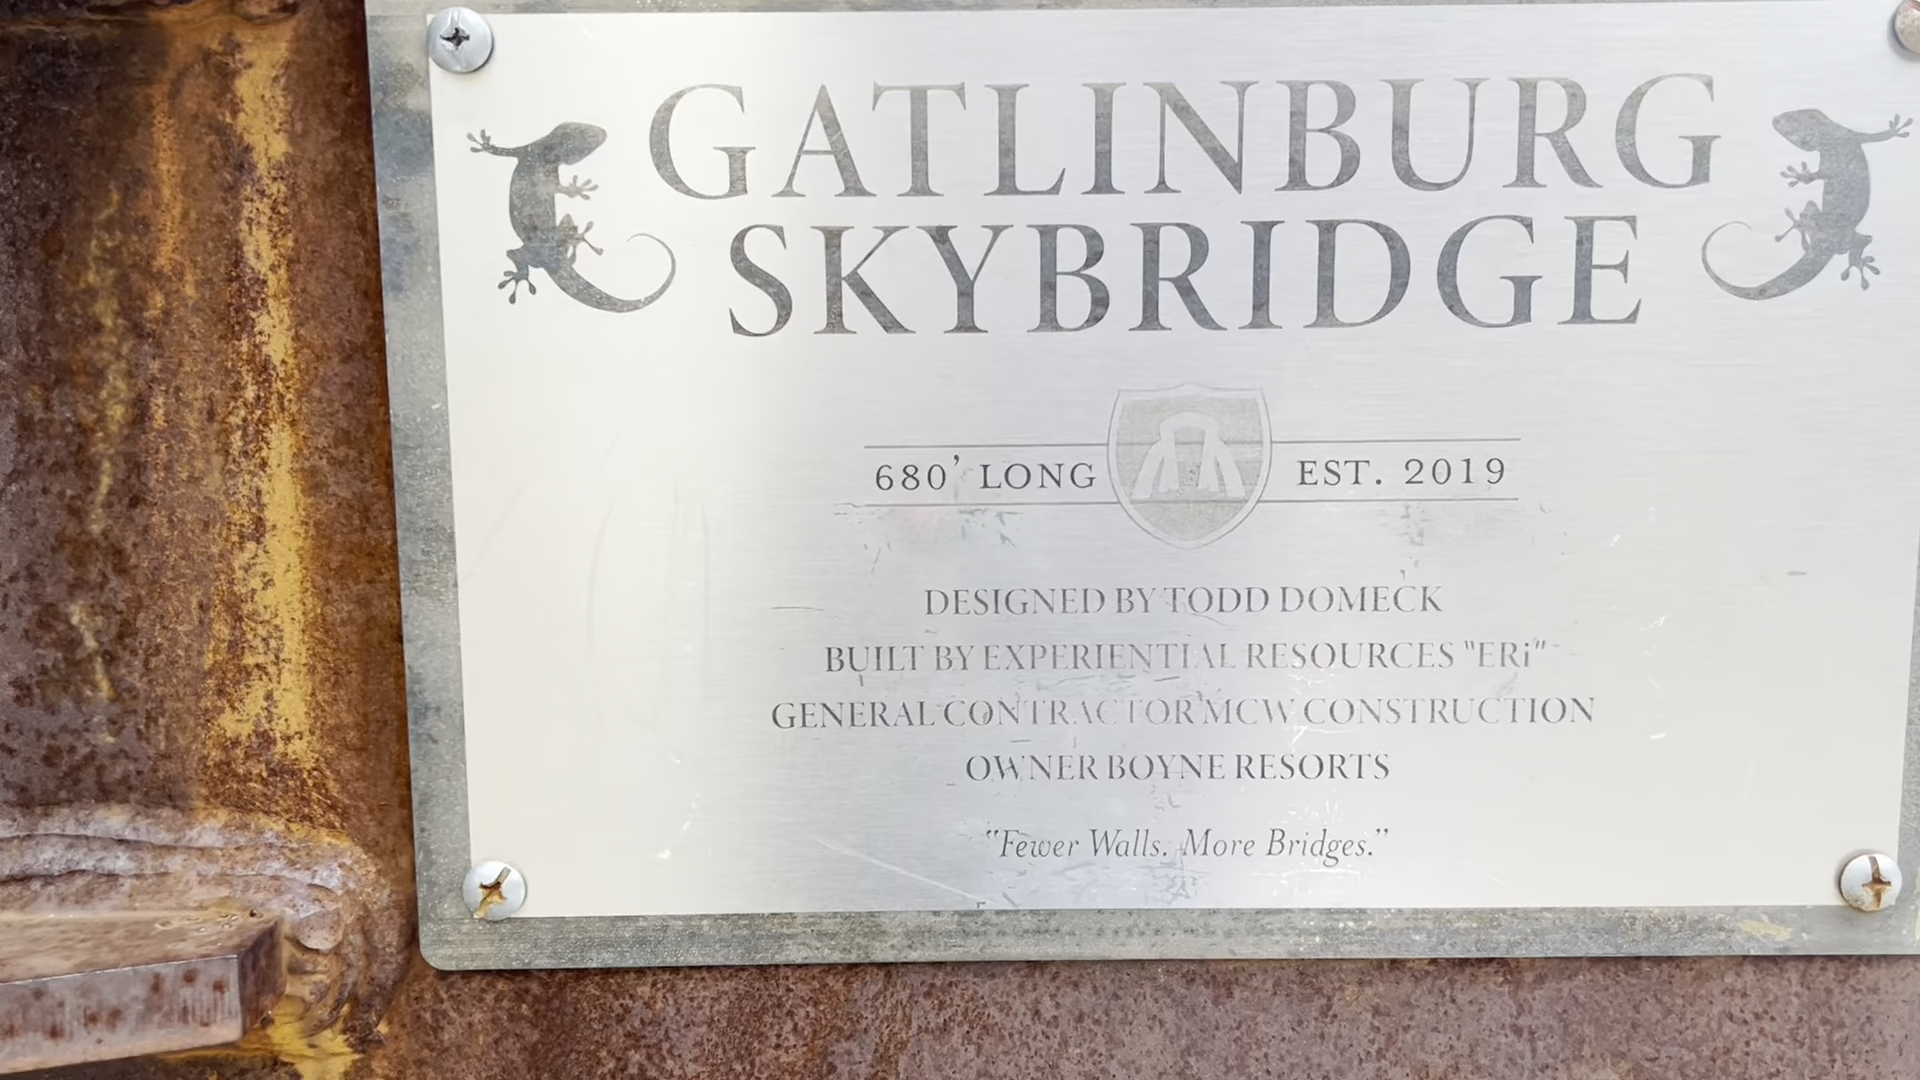 GATLINBURG
SKYBRIDGE
680' LONG EST. 2019
DESIGNED BY TODD DOMECK
BUILT BY EXPERIENTIAL RESOURCES "ERi"
GENERAL CONTRACTOR MCW CONSTRUCTION
OWNER BOYNE RESORTS
"Fewer Walls. More Bridges."